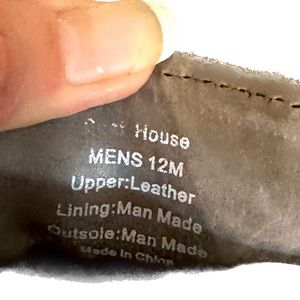 House
MENS 12M
Upper:Leather
Lining:Man Made
Outsole:Man Made
Made in China